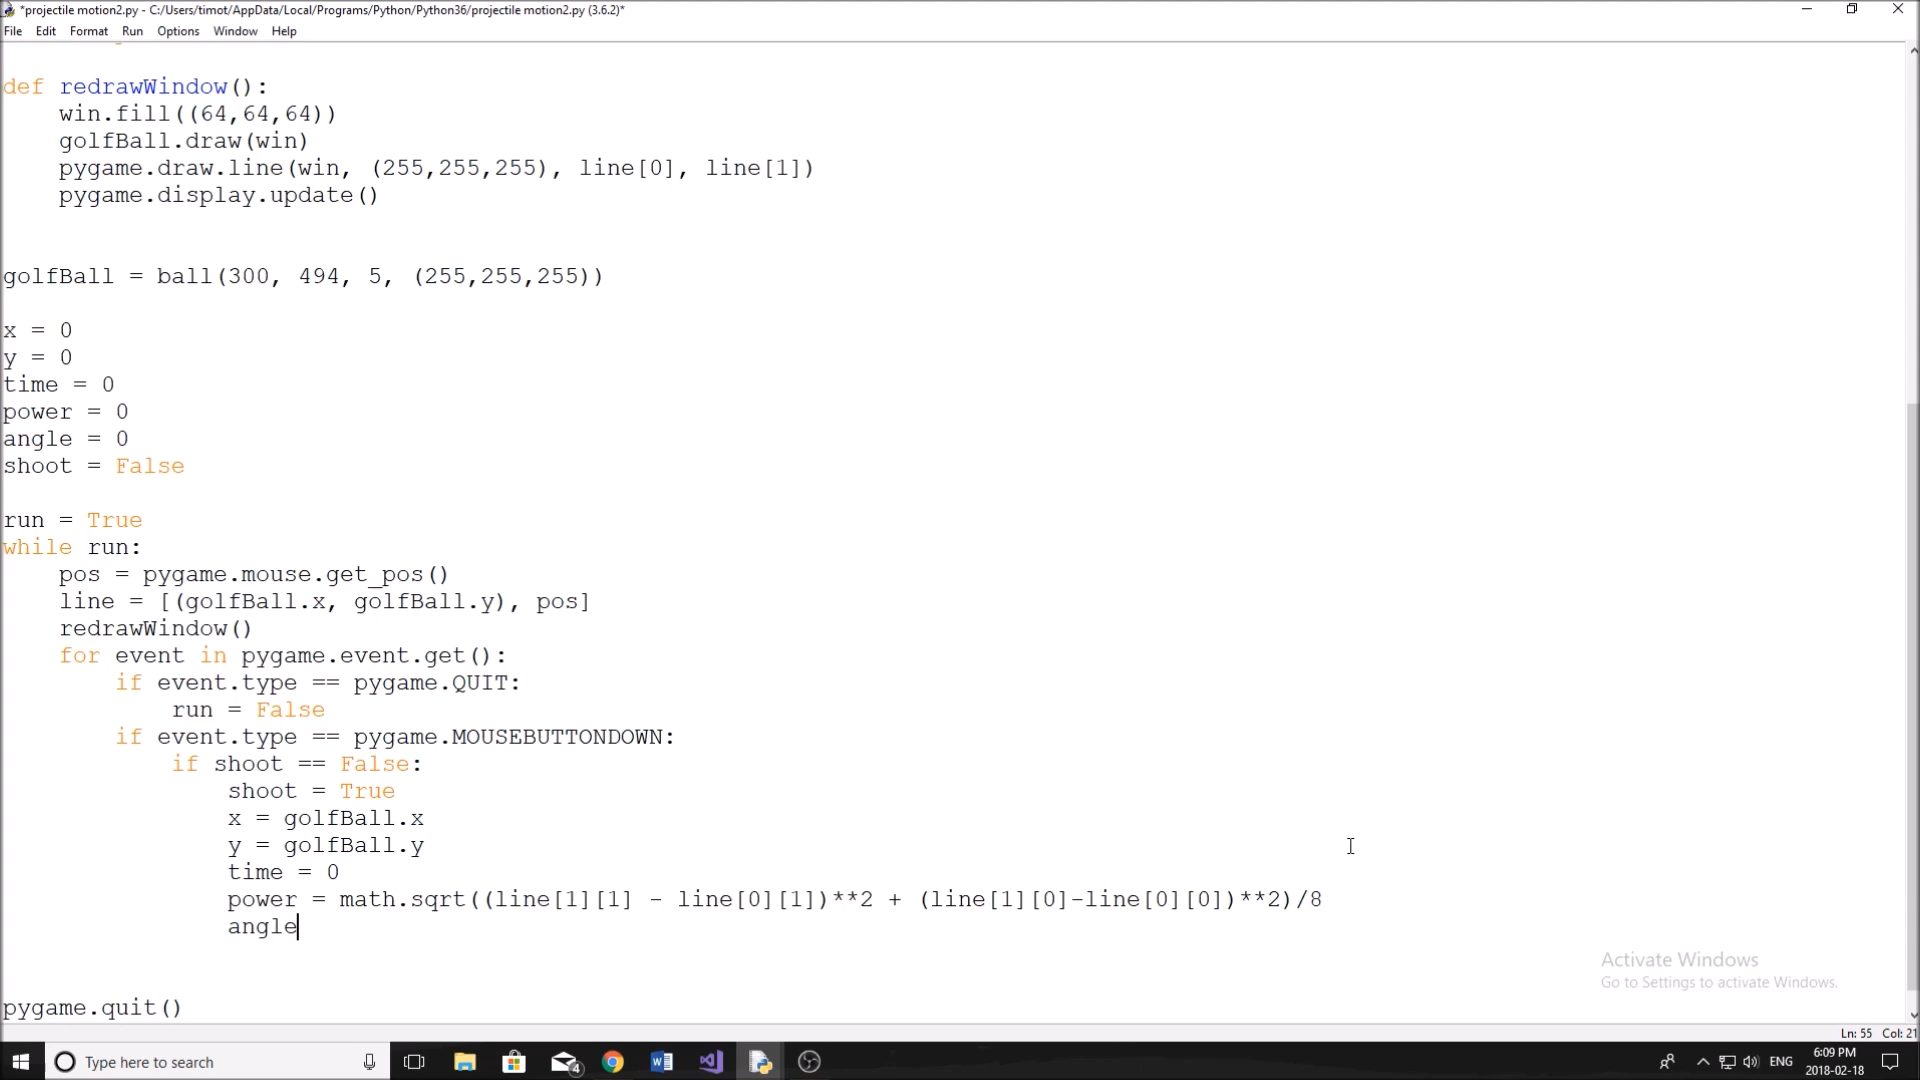 *projectile motion2.py - C:/Users/timot/AppData/Local/Programs/Python/Python36/projectile motion2.py (3.6.2)*
File Edit Format Run Options Window Help
def redrawWindow():
    win.fill((64,64,64))
    golfBall.draw(win)
    pygame.draw.line(win, (255,255,255), line[0], line[1])
    pygame.display.update()
golfBall = ball(300, 494, 5, (255,255,255))
x = 0
y = 0
time = 0
power = 0
angle = 0
shoot = False
run = True
while run:
    pos = pygame.mouse.get_pos()
    line = [(golfBall.x, golfBall.y), pos]
    redrawWindow()
    for event in pygame.event.get():
        if event.type == pygame.QUIT:
            run = False
        if event.type == pygame.MOUSEBUTTONDOWN:
            if shoot == False:
                shoot = True
                x = golfBall.x
                y = golfBall.y
                time = 0
                power = math.sqrt((line[1][1] - line[0][1])**2 + (line[1][0]-line[0][0])**2)/8
                angle
Activate Windows
Go to Settings to activate Windows.
pygame.quit()
Ln: 55 Col: 21
Type here to search
4
ENG
6:09 PM
2018-02-18